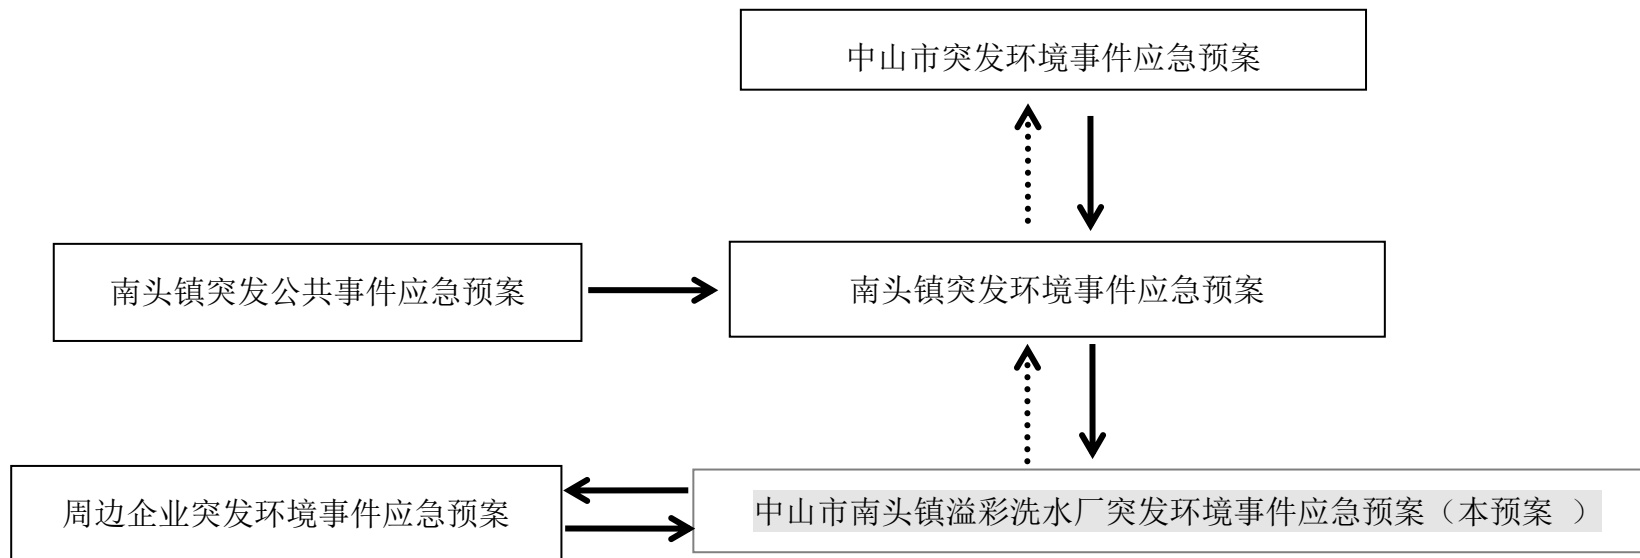 中山市突发环境事件应急预案
南头镇突发公共事件应急预案
南头镇突发环境事件应急预案
周边企业突发环境事件应急预案
中山市南头镇溢彩洗水厂突发环境事件应急预案（本预案 ）